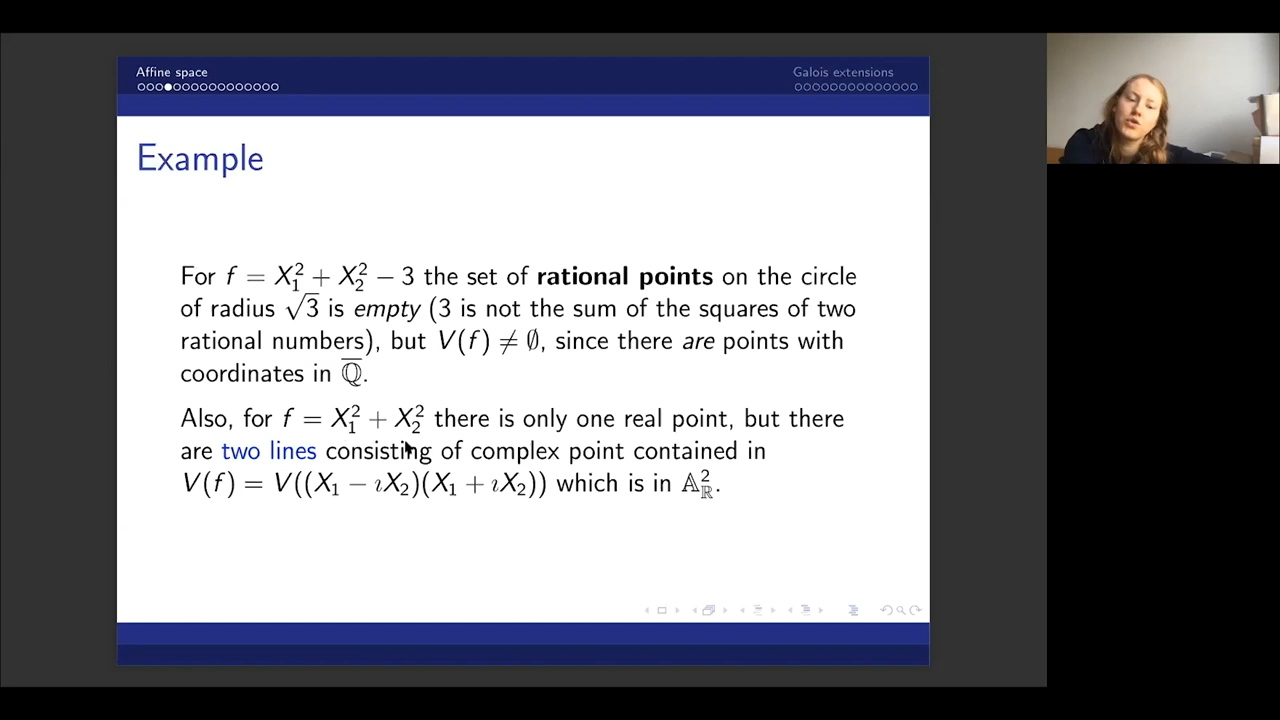 Affine space
Galois extensions
Example
For f = X₁² + X₂² − 3 the set of rational points on the circle
of radius √3 is empty (3 is not the sum of the squares of two
rational numbers), but V(f) ≠ ∅, since there are points with
coordinates in ℚ̅.
Also, for f = X₁² + X₂² there is only one real point, but there
are two lines consisting of complex point contained in
V(f) = V((X₁ − ıX₂)(X₁ + ıX₂)) which is in 𝔸²_ℝ.